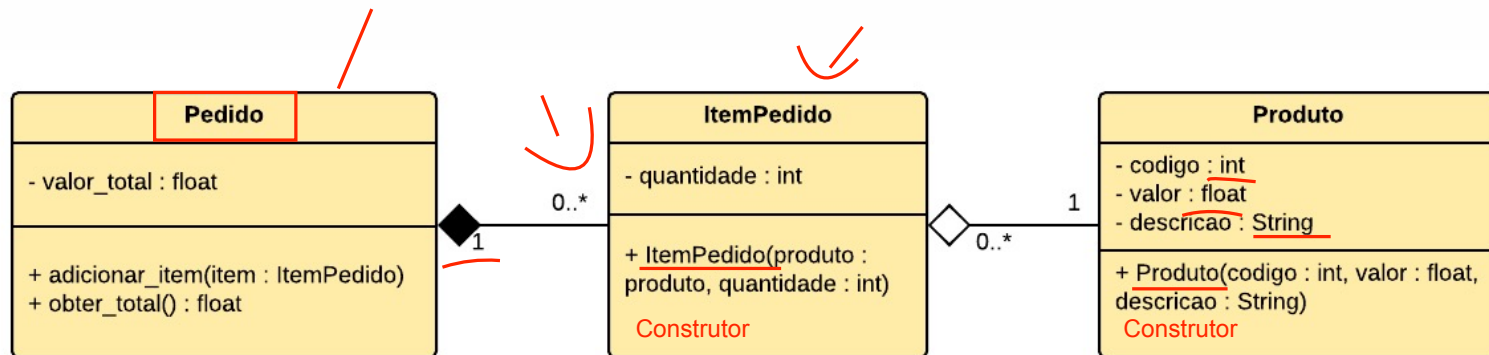 Pedido
- valor_total : float
+ adicionar_item(item : ItemPedido)
+ obter_total() : float
1
0..*
ItemPedido
- quantidade : int
+ ItemPedido(produto :
produto, quantidade : int)
Construtor
0..*
1
Produto
- codigo : int
- valor : float
- descricao : String
+ Produto(codigo : int, valor : float,
descricao : String)
Construtor